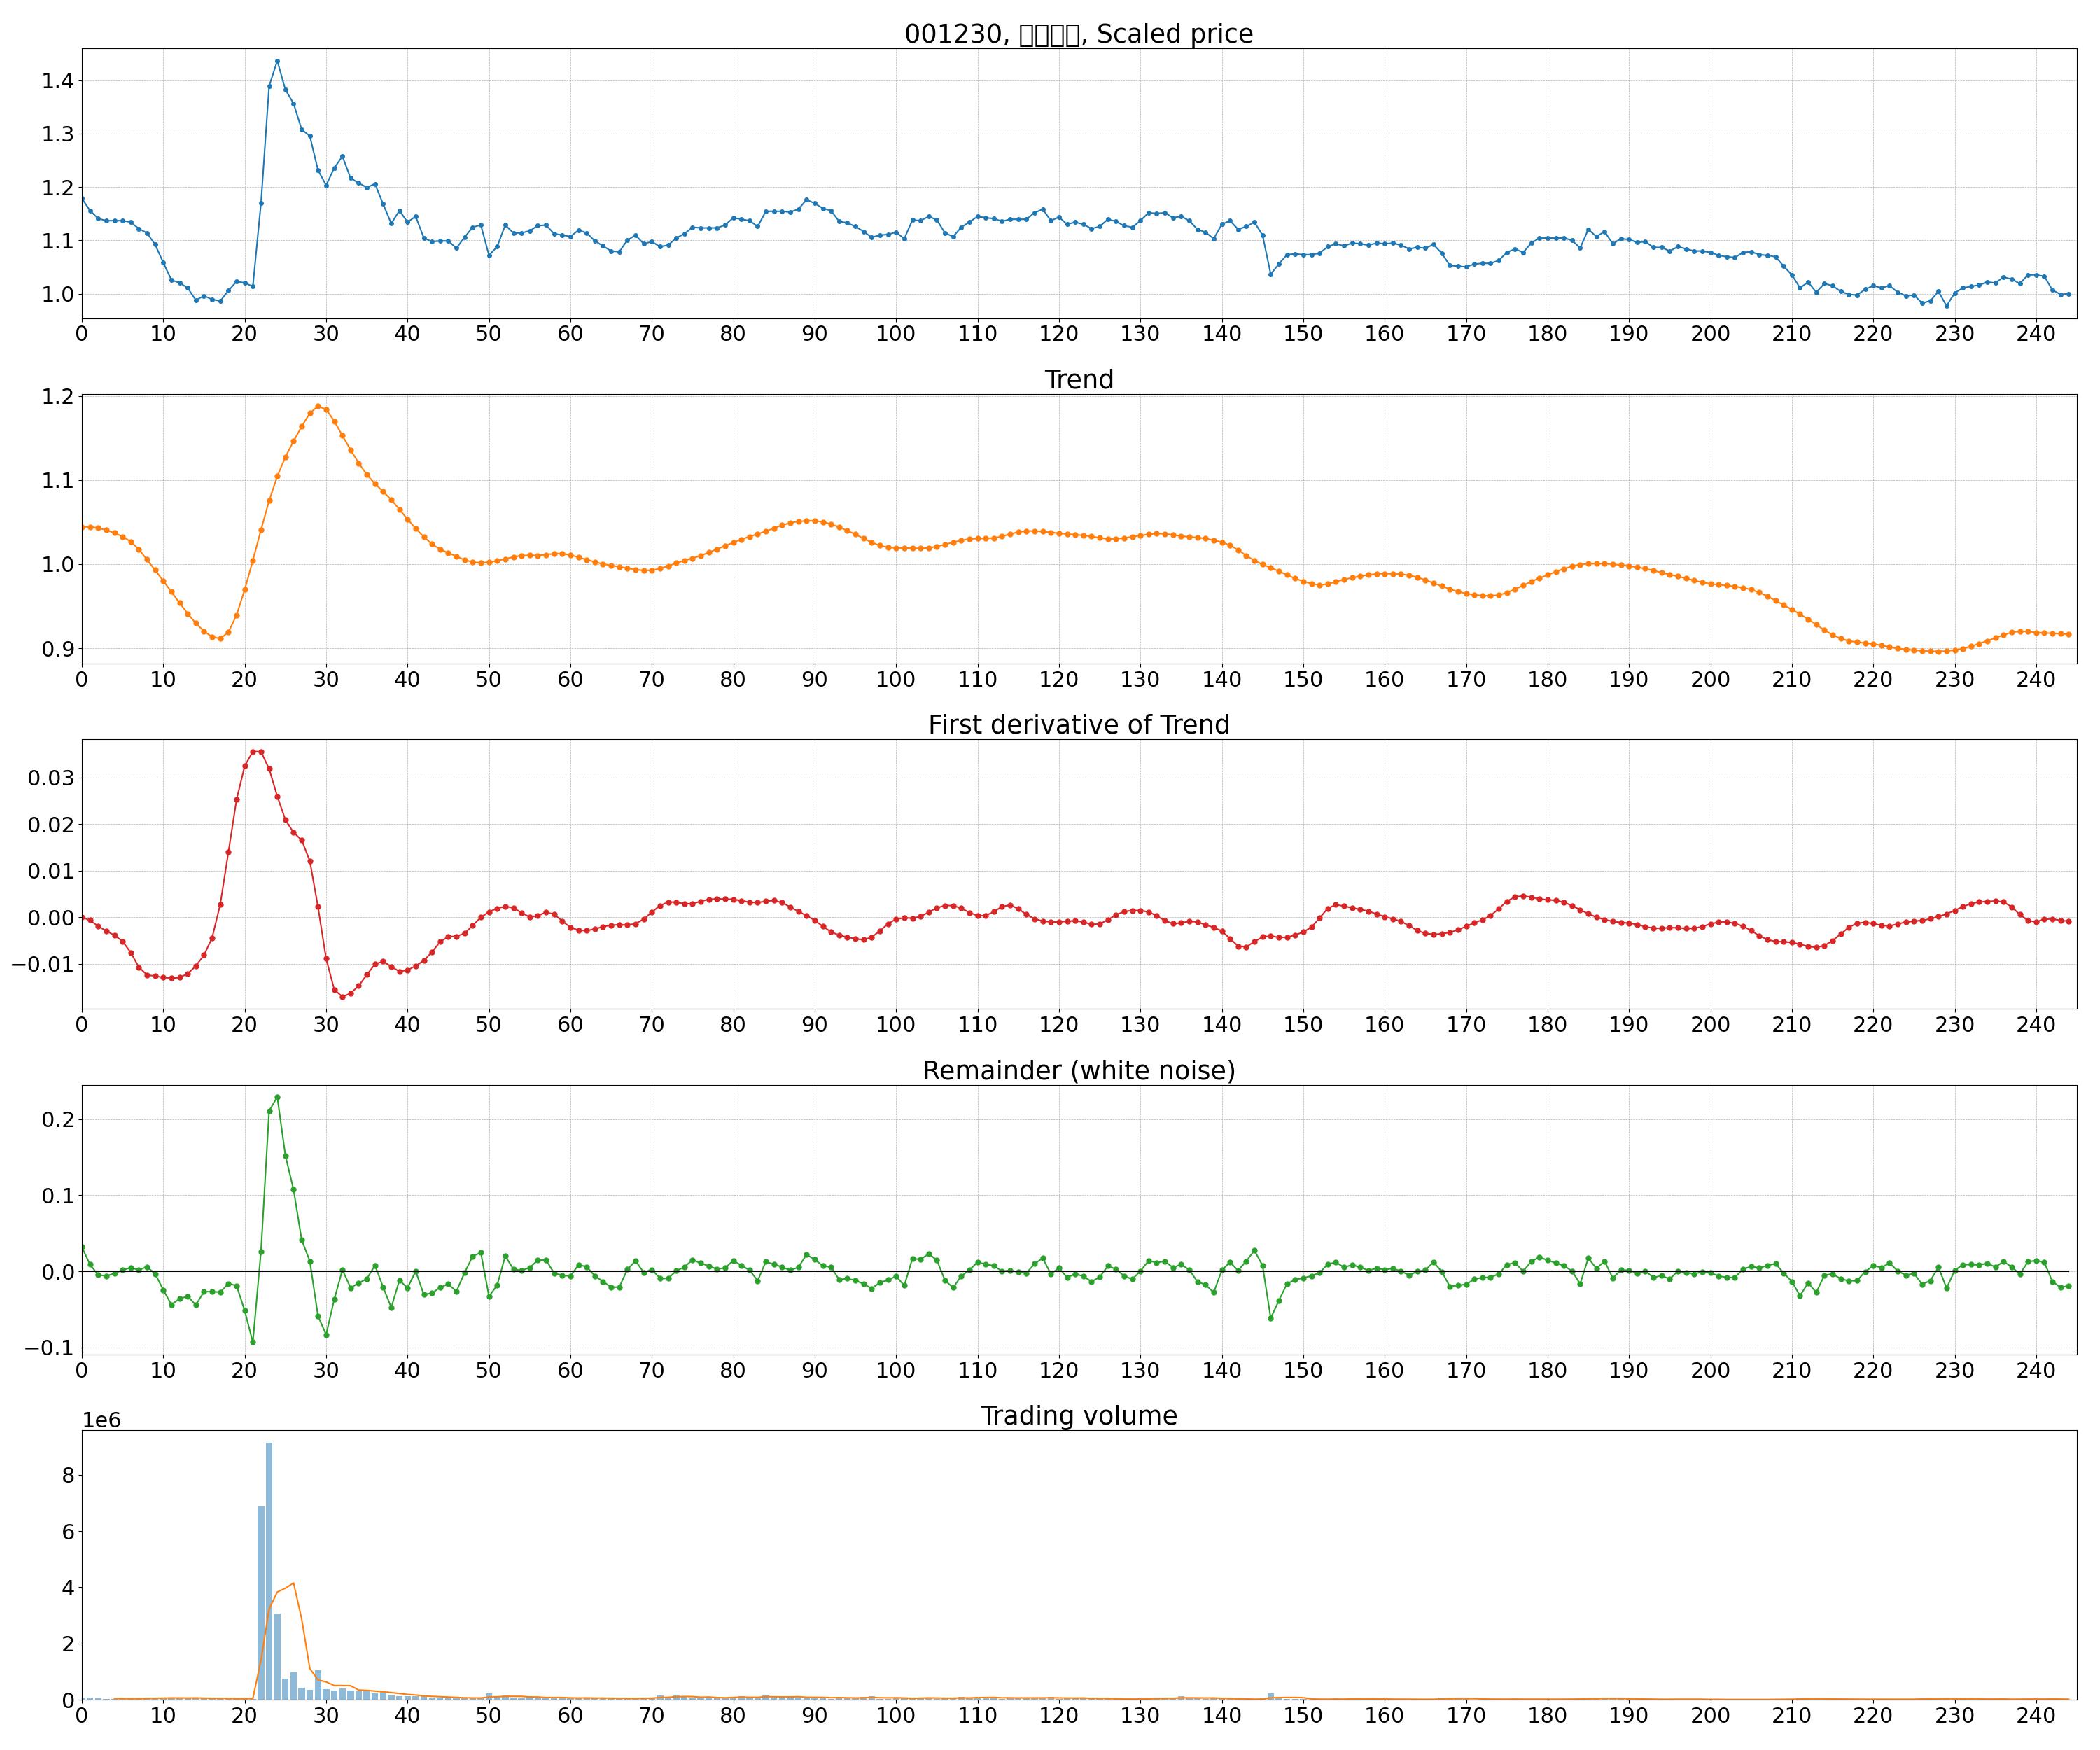 001230, □□□□, Scaled price
1.4
1.3
1.2
1.1
1.0
0 10 20 30 40 50 60 70 80 90 100 110 120 130 140 150 160 170 180 190 200 210 220 230 240
Trend
1.2
1.1
1.0
0.9
0 10 20 30 40 50 60 70 80 90 100 110 120 130 140 150 160 170 180 190 200 210 220 230 240
First derivative of Trend
0.03
0.02
0.01
0.00
−0.01
0 10 20 30 40 50 60 70 80 90 100 110 120 130 140 150 160 170 180 190 200 210 220 230 240
Remainder (white noise)
0.2
0.1
0.0
−0.1
0 10 20 30 40 50 60 70 80 90 100 110 120 130 140 150 160 170 180 190 200 210 220 230 240
Trading volume
1e6
8
6
4
2
0
0 10 20 30 40 50 60 70 80 90 100 110 120 130 140 150 160 170 180 190 200 210 220 230 240